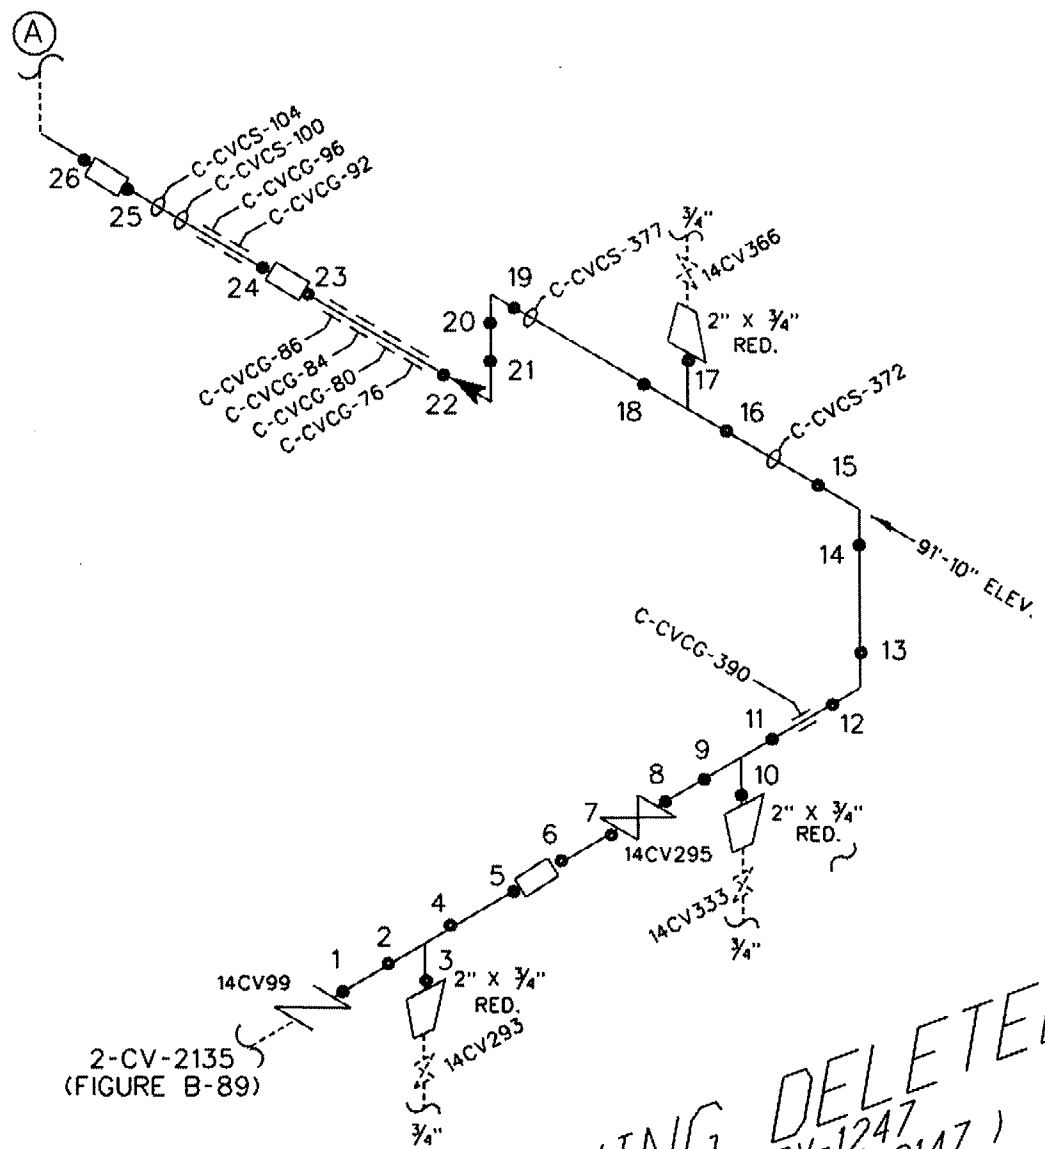 A
C-CVCS-104
C-CVCS-100
C-CVCG-96
C-CVCG-92
26
25
24
23
C-CVCG-86
C-CVCG-84
C-CVCG-80
C-CVCG-76
22
21
20
19
C-CVCS-377
3/4"
14CV366
2" X 3/4"
RED.
17
18
16
C-CVCS-372
15
14
91'-10" ELEV.
13
C-CVCG-390
12
11
10
9
8
7
2" X 3/4"
RED.
14CV295
14CV333
3/4"
6
5
4
3
2
1
14CV99
2" X 3/4"
RED.
14CV293
3/4"
2-CV-2135
(FIGURE B-89)
DELETE
1247
2147 )